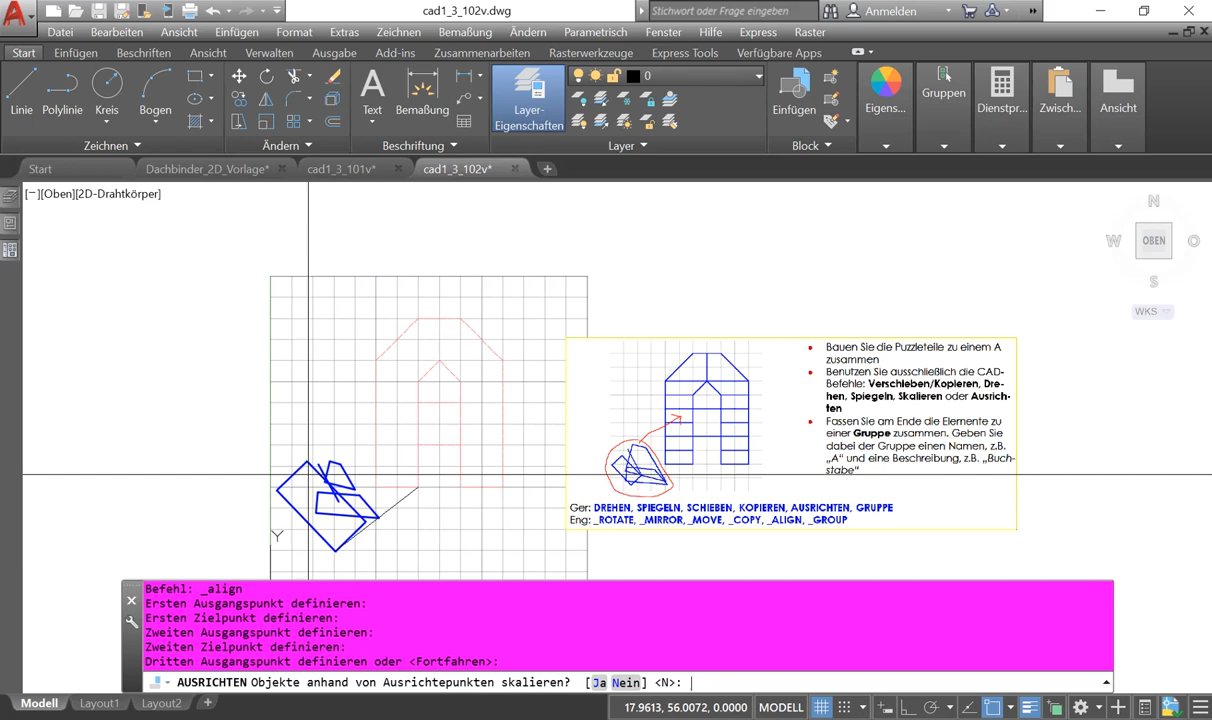 cad1_3_102v.dwg
Stichwort oder Frage eingeben
Anmelden
Datei Bearbeiten Ansicht Einfügen Format Extras Zeichnen Bemaßung Ändern Parametrisch Fenster Hilfe Express Raster
Start Einfügen Beschriften Ansicht Verwalten Ausgabe Add-ins Zusammenarbeiten Rasterwerkzeuge Express Tools Verfügbare Apps
0
Linie Polylinie Kreis Bogen Text Bemaßung Layer-
Eigenschaften
Einfügen Eigens... Gruppen Dienstpr... Zwisch... Ansicht
Zeichnen Ändern Beschriftung Layer Block
Start Dachbinder_2D_Vorlage* cad1_3_101v* cad1_3_102v*
[−][Oben][2D-Drahtkörper]
N
W OBEN O
S
WKS
Bauen Sie die Puzzleteile zu einem A
zusammen
Benutzen Sie ausschließlich die CAD-
Befehle: Verschieben/Kopieren, Dre-
hen, Spiegeln, Skalieren oder Ausrich-
ten
Fassen Sie am Ende die Elemente zu
einer Gruppe zusammen. Geben Sie
dabei der Gruppe einen Namen, z.B.
„A" und eine Beschreibung, z.B. „Buch-
stabe"
Ger: DREHEN, SPIEGELN, SCHIEBEN, KOPIEREN, AUSRICHTEN, GRUPPE
Eng: _ROTATE, _MIRROR, _MOVE, _COPY, _ALIGN, _GROUP
Y
Befehl: _align
Ersten Ausgangspunkt definieren:
Ersten Zielpunkt definieren:
Zweiten Ausgangspunkt definieren:
Zweiten Zielpunkt definieren:
Dritten Ausgangspunkt definieren oder <Fortfahren>:
AUSRICHTEN Objekte anhand von Ausrichtepunkten skalieren? [Ja Nein] <N>:
Modell Layout1 Layout2
17.9613, 56.0072, 0.0000 MODELL